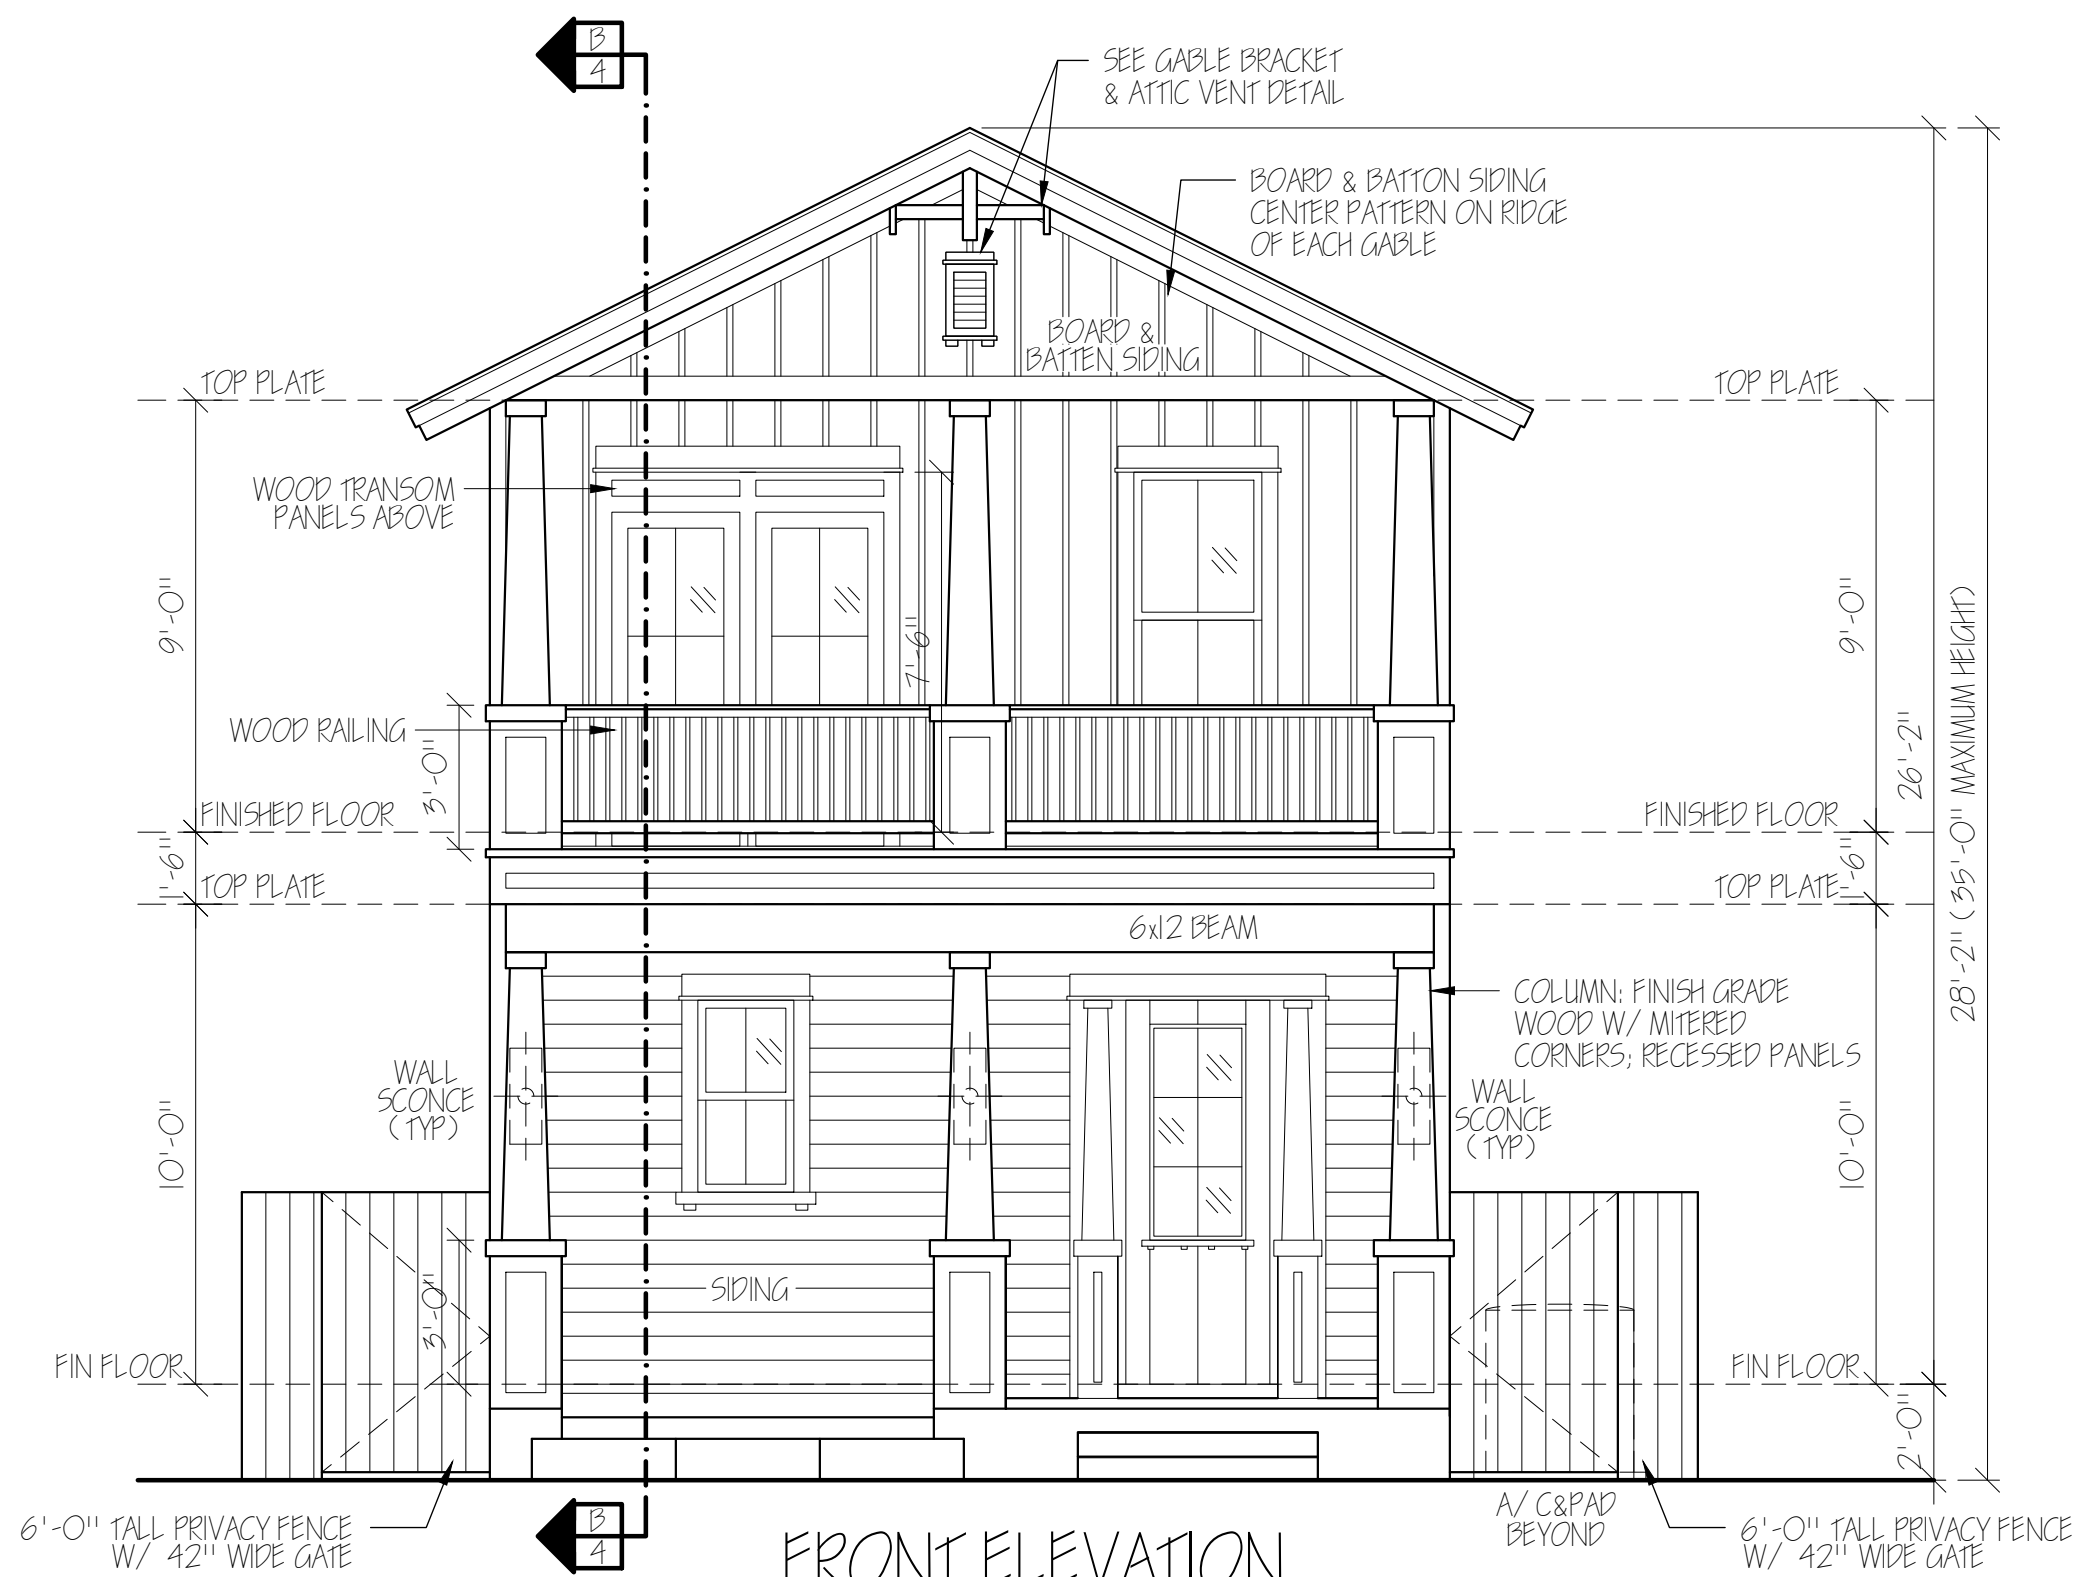 B
4
SEE GABLE BRACKET
& ATTIC VENT DETAIL
BOARD & BATTON SIDING
CENTER PATTERN ON RIDGE
OF EACH GABLE
BOARD &
BATTEN SIDING
TOP PLATE
TOP PLATE
WOOD TRANSOM
PANELS ABOVE
9'-0"
7'-6"
9'-0"
28'-2" (35'-0" MAXIMUM HEIGHT)
WOOD RAILING
3'-0"
26'-2"
FINISHED FLOOR
FINISHED FLOOR
1'-6"
1'-6"
TOP PLATE
TOP PLATE
6x12 BEAM
COLUMN: FINISH GRADE
WOOD W/ MITERED
CORNERS; RECESSED PANELS
WALL
SCONCE
(TYP)
WALL
SCONCE
(TYP)
10'-0"
10'-0"
SIDING
3'-0"
FIN FLOOR
FIN FLOOR
2'-0"
A/C&PAD
BEYOND
6'-0" TALL PRIVACY FENCE
W/ 42" WIDE GATE
B
4
6'-0" TALL PRIVACY FENCE
W/ 42" WIDE GATE
FRONT ELEVATION